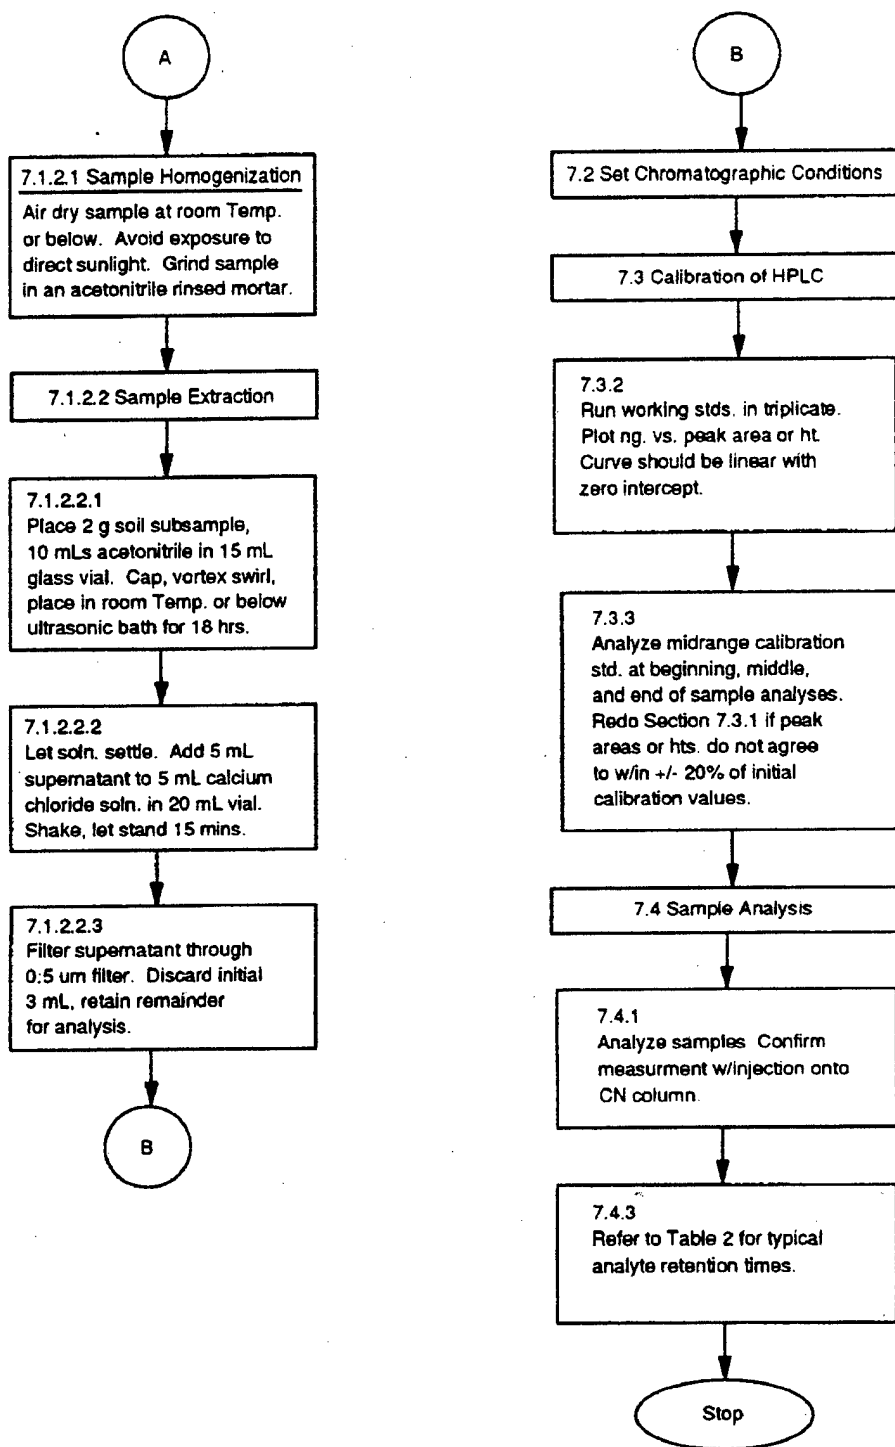 A
7.1.2.1 Sample Homogenization
Air dry sample at room Temp.
or below. Avoid exposure to
direct sunlight. Grind sample
in an acetonitrile rinsed mortar.
7.1.2.2 Sample Extraction
7.1.2.2.1
Place 2 g soil subsample,
10 mLs acetonitrile in 15 mL
glass vial. Cap, vortex swirl,
place in room Temp. or below
ultrasonic bath for 18 hrs.
7.1.2.2.2
Let soln. settle. Add 5 mL
supernatant to 5 mL calcium
chloride soln. in 20 mL vial.
Shake, let stand 15 mins.
7.1.2.2.3
Filter supernatant through
0:5 um filter. Discard initial
3 mL, retain remainder
for analysis.
B
B
7.2 Set Chromatographic Conditions
7.3 Calibration of HPLC
7.3.2
Run working stds. in triplicate.
Plot ng. vs. peak area or ht.
Curve should be linear with
zero intercept.
7.3.3
Analyze midrange calibration
std. at beginning, middle,
and end of sample analyses.
Redo Section 7.3.1 if peak
areas or hts. do not agree
to w/in +/- 20% of initial
calibration values.
7.4 Sample Analysis
7.4.1
Analyze samples Confirm
measurment w/injection onto
CN column.
7.4.3
Refer to Table 2 for typical
analyte retention times.
Stop